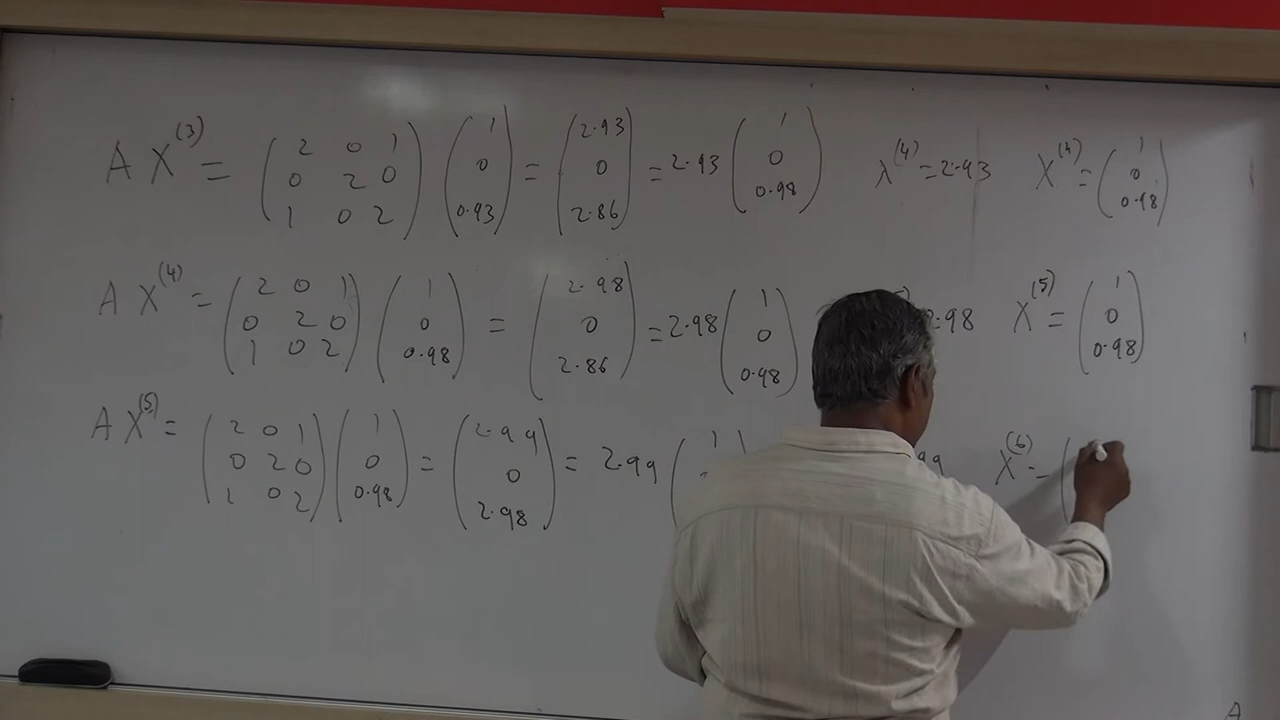 A X^(3) = ( 2 0 1 ; 0 2 0 ; 1 0 2 ) ( 1 ; 0 ; 0.93 ) = ( 2.93 ; 0 ; 2.86 ) = 2.93 ( 1 ; 0 ; 0.98 ) λ^(4) = 2.93 X^(4) = ( 1 ; 0 ; 0.98 )
A X^(4) = ( 2 0 1 ; 0 2 0 ; 1 0 2 ) ( 1 ; 0 ; 0.98 ) = ( 2.98 ; 0 ; 2.86 ) = 2.98 ( 1 ; 0 ; 0.98 ) 2.98 X^(5) = ( 1 ; 0 ; 0.98 )
A X^(5) = ( 2 0 1 ; 0 2 0 ; 1 0 2 ) ( 1 ; 0 ; 0.98 ) = ( 2.99 ; 0 ; 2.98 ) = 2.99 ( 1 99 X^(6) = (
A